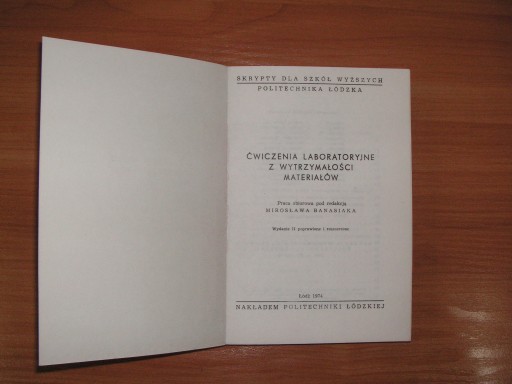 SKRYPTY DLA SZKÓŁ WYŻSZYCH
POLITECHNIKA ŁÓDZKA
ĆWICZENIA LABORATORYJNE
Z WYTRZYMAŁOŚCI
MATERIAŁÓW
Praca zbiorowa pod redakcją
MIROSŁAWA BANASIAKA
Wydanie II poprawione i rozszerzone
Łódź 1974
NAKŁADEM POLITECHNIKI ŁÓDZKIEJ